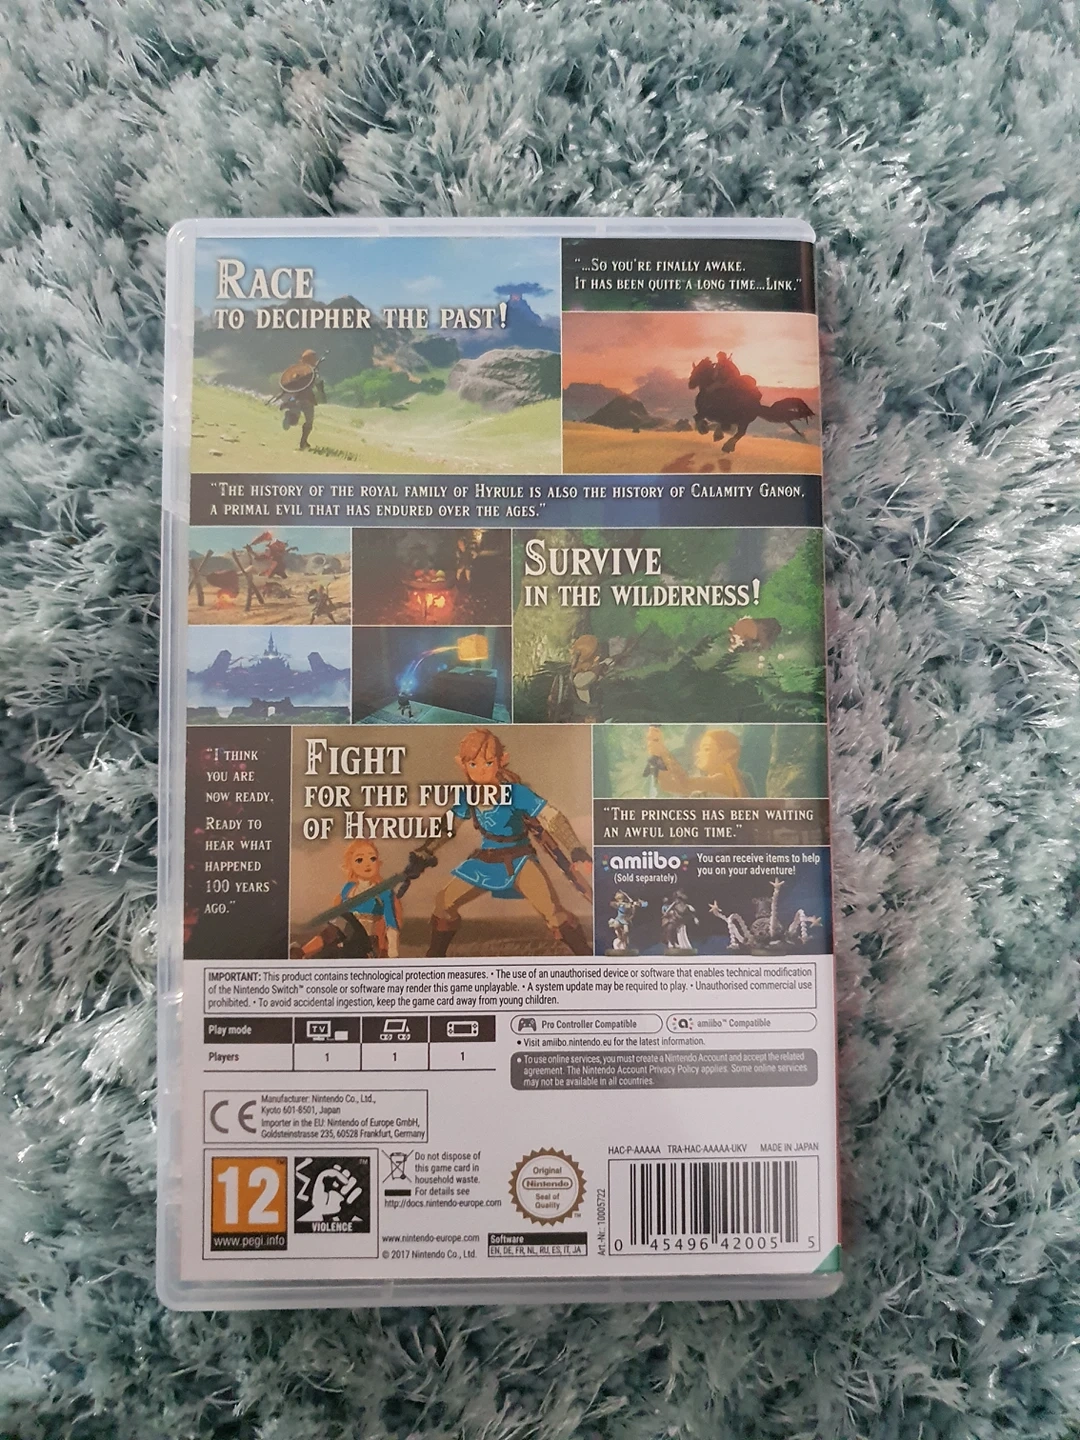 RACE
TO DECIPHER THE PAST!
"...SO YOU'RE FINALLY AWAKE.
IT HAS BEEN QUITE A LONG TIME...LINK."
"THE HISTORY OF THE ROYAL FAMILY OF HYRULE IS ALSO THE HISTORY OF CALAMITY GANON,
A PRIMAL EVIL THAT HAS ENDURED OVER THE AGES."
SURVIVE
IN THE WILDERNESS!
"I THINK
YOU ARE
NOW READY.
READY TO
HEAR WHAT
HAPPENED
100 YEARS
AGO."
FIGHT
FOR THE FUTURE
OF HYRULE!
"THE PRINCESS HAS BEEN WAITING
AN AWFUL LONG TIME."
amiibo
(Sold separately)
You can receive items to help
you on your adventure!
IMPORTANT: This product contains technological protection measures. • The use of an unauthorised device or software that enables technical modification
of the Nintendo Switch™ console or software may render this game unplayable. • A system update may be required to play. • Unauthorised commercial use
prohibited. • To avoid accidental ingestion, keep the game card away from young children.
Play mode
TV
Players
1
1
1
Pro Controller Compatible
amiibo™ Compatible
• Visit amiibo.nintendo.eu for the latest information.
• To use online services, you must create a Nintendo Account and accept the related
agreement. The Nintendo Account Privacy Policy applies. Some online services
may not be available in all countries.
CE
Manufacturer: Nintendo Co., Ltd.,
Kyoto 601-8501, Japan
Importer in the EU: Nintendo of Europe GmbH,
Goldsteinstrasse 235, 60528 Frankfurt, Germany
12
www.pegi.info
™
VIOLENCE
Do not dispose of
this game card in
household waste.
For details see
http://docs.nintendo-europe.com
www.nintendo-europe.com
© 2017 Nintendo Co., Ltd.
Original
Nintendo
Seal of
Quality
™
Software
EN, DE, FR, NL, RU, ES, IT, JA
HAC-P-AAAAA TRA-HAC-AAAAA-UKV MADE IN JAPAN
Art.-Nr.: 10005722
0 45496 42005 5